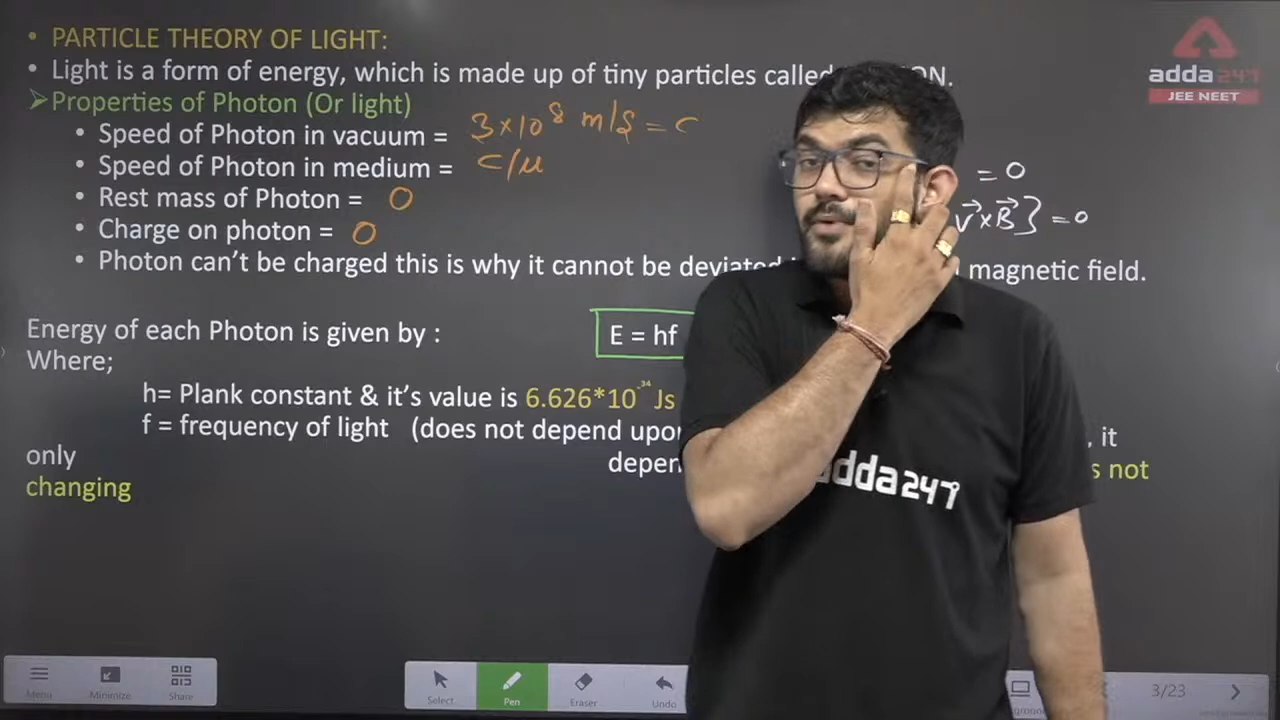 • PARTICLE THEORY OF LIGHT:
• Light is a form of energy, which is made up of tiny particles called ON.
➤Properties of Photon (Or light)
• Speed of Photon in vacuum = 3×10⁸ m/s = c
• Speed of Photon in medium = c/μ
• Rest mass of Photon = 0
= 0
• Charge on photon = 0
v⃗×B⃗} = 0
• Photon can't be charged this is why it cannot be deviated magnetic field.
Energy of each Photon is given by :
E = hf
Where;
h= Plank constant & it's value is 6.626*10⁻³⁴ Js
f = frequency of light (does not depend upon , it
only depen s not
changing
adda247
JEE NEET
adda247
Menu
Minimize
Share
Select
Pen
Eraser
Undo
3/23